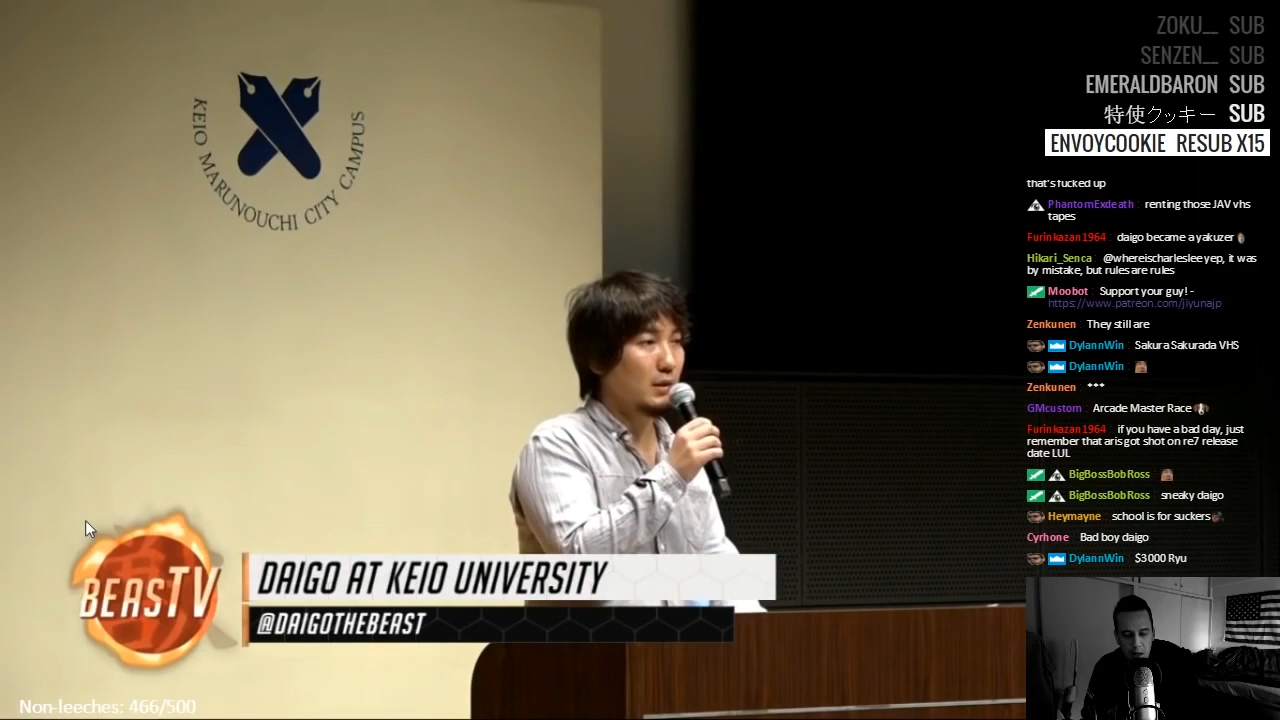 KEIO MARUNOUCHI CITY CAMPUS
BEASTV
DAIGO AT KEIO UNIVERSITY
@DAIGOTHEBEAST
Non-leeches: 466/500
ZOKU__ SUB
SENZEN__ SUB
EMERALDBARON SUB
特使クッキー SUB
ENVOYCOOKIE RESUB X15
that's fucked up
PhantomExdeath : renting those JAV vhs
tapes
Furinkazan1964 : daigo became a yakuzer
Hikari_Senca : @whereischarleslee yep, it was
by mistake, but rules are rules
Moobot : Support your guy! -
https://www.patreon.com/jiyunajp
Zenkunen : They still are
DylannWin : Sakura Sakurada VHS
DylannWin :
Zenkunen : ***
GMcustom : Arcade Master Race
Furinkazan1964 : if you have a bad day, just
remember that aris got shot on re7 release
date LUL
BigBossBobRoss :
BigBossBobRoss : sneaky daigo
Heymayne : school is for suckers
Cyrhone : Bad boy daigo
DylannWin : $3000 Ryu